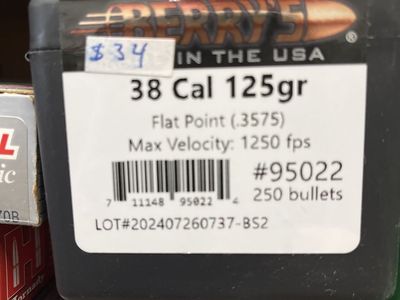 BERRY'S
®
$34
IN THE USA
38 Cal 125gr
Flat Point (.3575)
Max Velocity: 1250 fps
#95022
250 bullets
7 11148 95022 4
LOT#202407260737-BS2
L
ic